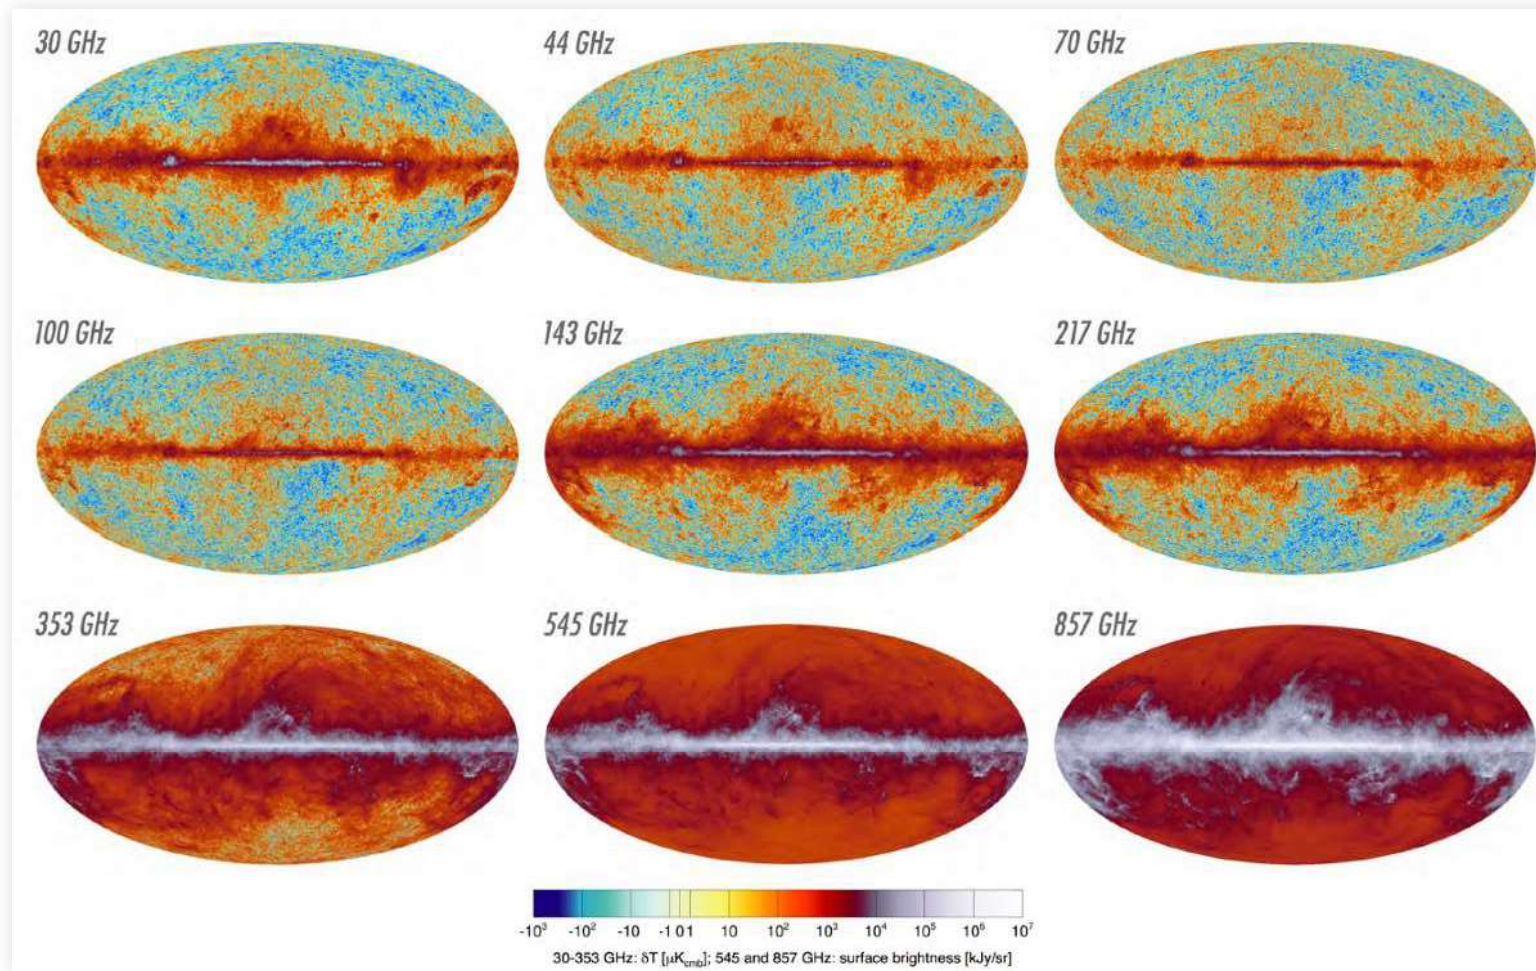 30 GHz
44 GHz
70 GHz
100 GHz
143 GHz
217 GHz
353 GHz
545 GHz
857 GHz
-10³ -10² -10 -1 0 1 10 10² 10³ 10⁴ 10⁵ 10⁶ 10⁷
30-353 GHz: δT [μK_cmb]; 545 and 857 GHz: surface brightness [kJy/sr]